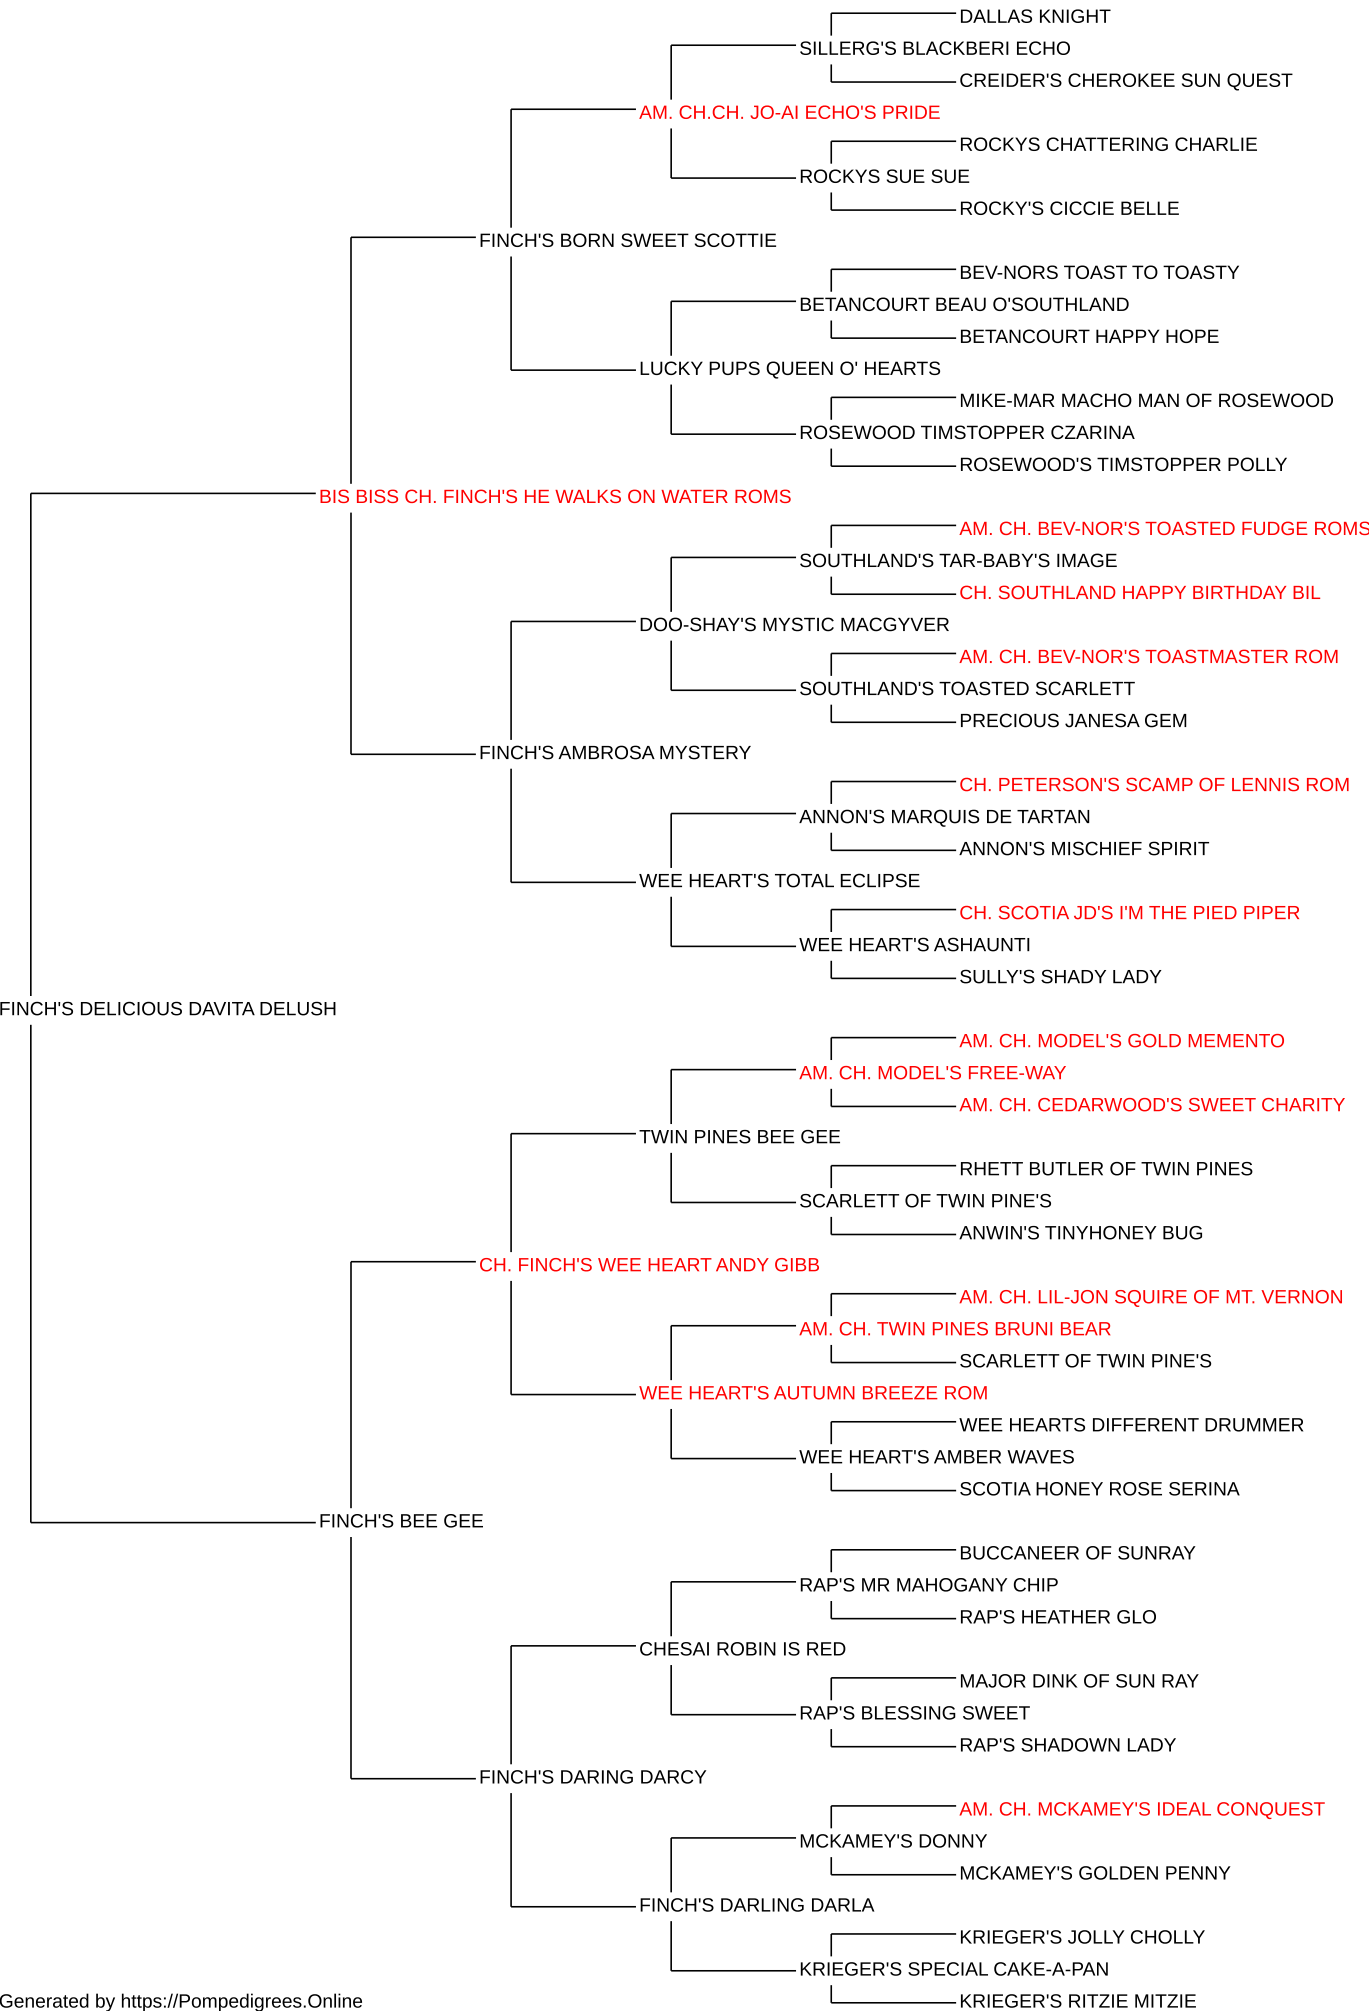 DALLAS KNIGHT
SILLERG'S BLACKBERI ECHO
CREIDER'S CHEROKEE SUN QUEST
AM. CH.CH. JO-AI ECHO'S PRIDE
ROCKYS CHATTERING CHARLIE
ROCKYS SUE SUE
ROCKY'S CICCIE BELLE
FINCH'S BORN SWEET SCOTTIE
BEV-NORS TOAST TO TOASTY
BETANCOURT BEAU O'SOUTHLAND
BETANCOURT HAPPY HOPE
LUCKY PUPS QUEEN O' HEARTS
MIKE-MAR MACHO MAN OF ROSEWOOD
ROSEWOOD TIMSTOPPER CZARINA
ROSEWOOD'S TIMSTOPPER POLLY
BIS BISS CH. FINCH'S HE WALKS ON WATER ROMS
AM. CH. BEV-NOR'S TOASTED FUDGE ROMS
SOUTHLAND'S TAR-BABY'S IMAGE
CH. SOUTHLAND HAPPY BIRTHDAY BIL
DOO-SHAY'S MYSTIC MACGYVER
AM. CH. BEV-NOR'S TOASTMASTER ROM
SOUTHLAND'S TOASTED SCARLETT
PRECIOUS JANESA GEM
FINCH'S AMBROSA MYSTERY
CH. PETERSON'S SCAMP OF LENNIS ROM
ANNON'S MARQUIS DE TARTAN
ANNON'S MISCHIEF SPIRIT
WEE HEART'S TOTAL ECLIPSE
CH. SCOTIA JD'S I'M THE PIED PIPER
WEE HEART'S ASHAUNTI
SULLY'S SHADY LADY
FINCH'S DELICIOUS DAVITA DELUSH
AM. CH. MODEL'S GOLD MEMENTO
AM. CH. MODEL'S FREE-WAY
AM. CH. CEDARWOOD'S SWEET CHARITY
TWIN PINES BEE GEE
RHETT BUTLER OF TWIN PINES
SCARLETT OF TWIN PINE'S
ANWIN'S TINYHONEY BUG
CH. FINCH'S WEE HEART ANDY GIBB
AM. CH. LIL-JON SQUIRE OF MT. VERNON
AM. CH. TWIN PINES BRUNI BEAR
SCARLETT OF TWIN PINE'S
WEE HEART'S AUTUMN BREEZE ROM
WEE HEARTS DIFFERENT DRUMMER
WEE HEART'S AMBER WAVES
SCOTIA HONEY ROSE SERINA
FINCH'S BEE GEE
BUCCANEER OF SUNRAY
RAP'S MR MAHOGANY CHIP
RAP'S HEATHER GLO
CHESAI ROBIN IS RED
MAJOR DINK OF SUN RAY
RAP'S BLESSING SWEET
RAP'S SHADOWN LADY
FINCH'S DARING DARCY
AM. CH. MCKAMEY'S IDEAL CONQUEST
MCKAMEY'S DONNY
MCKAMEY'S GOLDEN PENNY
FINCH'S DARLING DARLA
KRIEGER'S JOLLY CHOLLY
KRIEGER'S SPECIAL CAKE-A-PAN
KRIEGER'S RITZIE MITZIE
Generated by https://Pompedigrees.Online